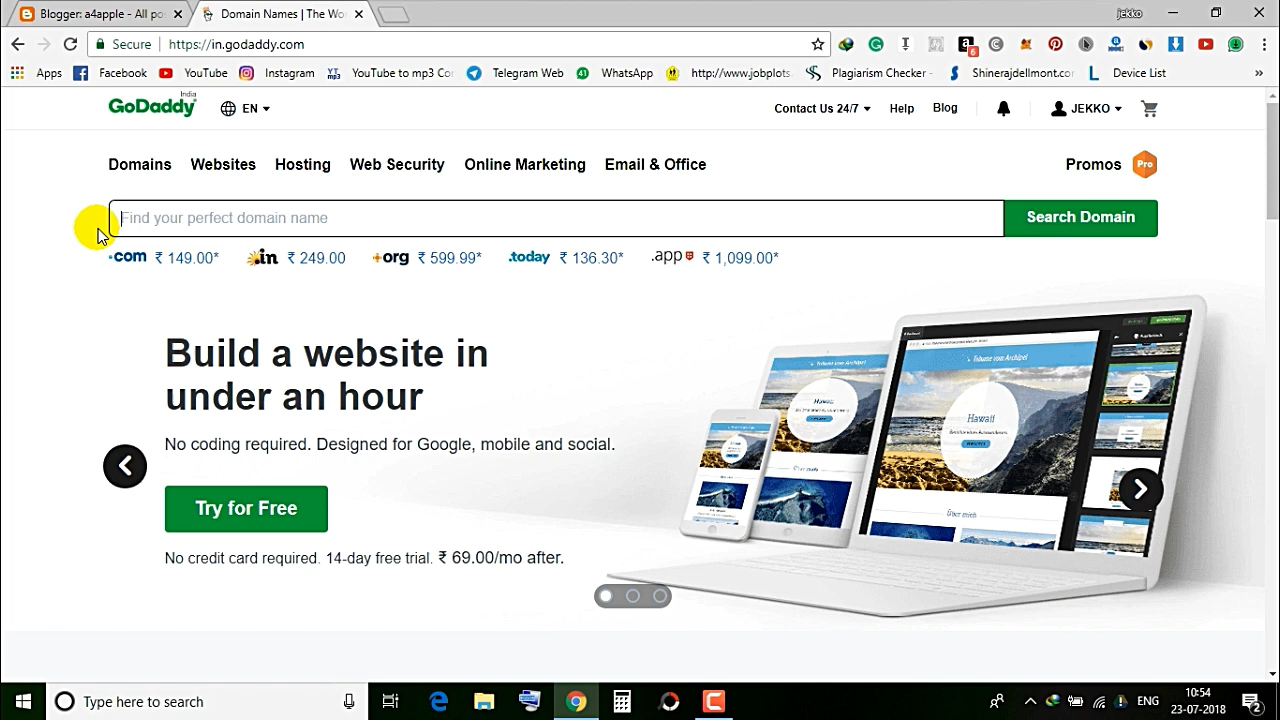 Blogger: a4apple - All po
Domain Names | The Wo
jekko
Secure
https://in.godaddy.com
6
Apps
Facebook
YouTube
Instagram
YouTube to mp3 Co
Telegram Web
WhatsApp
http://www.jobplots
Plagiarism Checker -
Shinerajdellmont.co
Device List
»
GoDaddy
India
EN
Contact Us 24/7
Help
Blog
JEKKO
Domains
Websites
Hosting
Web Security
Online Marketing
Email & Office
Promos
Pro
Find your perfect domain name
Search Domain
.com ₹ 149.00*
.in ₹ 249.00
.org ₹ 599.99*
.today ₹ 136.30*
.app ₹ 1,099.00*
Build a website in
under an hour
No coding required. Designed for Google, mobile and social.
Try for Free
No credit card required. 14-day free trial. ₹ 69.00/mo after.
Hawaii
Über mich
Type here to search
ENG
10:54
23-07-2018
2